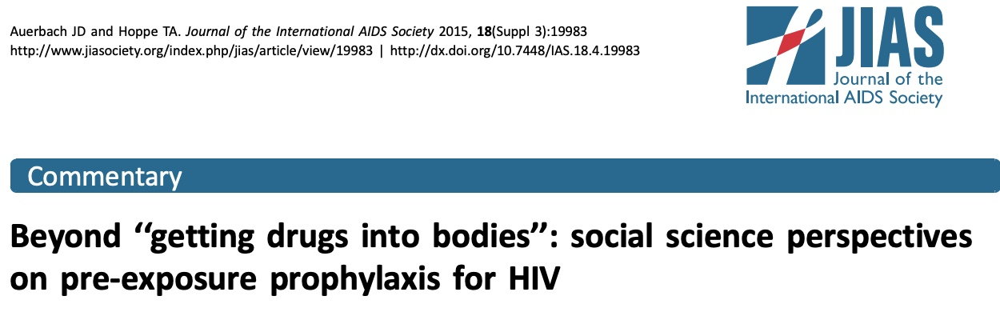 Auerbach JD and Hoppe TA. Journal of the International AIDS Society 2015, 18(Suppl 3):19983
http://www.jiasociety.org/index.php/jias/article/view/19983 | http://dx.doi.org/10.7448/IAS.18.4.19983
JIAS
Journal of the
International AIDS Society
Commentary
Beyond ‘‘getting drugs into bodies’’: social science perspectives
on pre-exposure prophylaxis for HIV